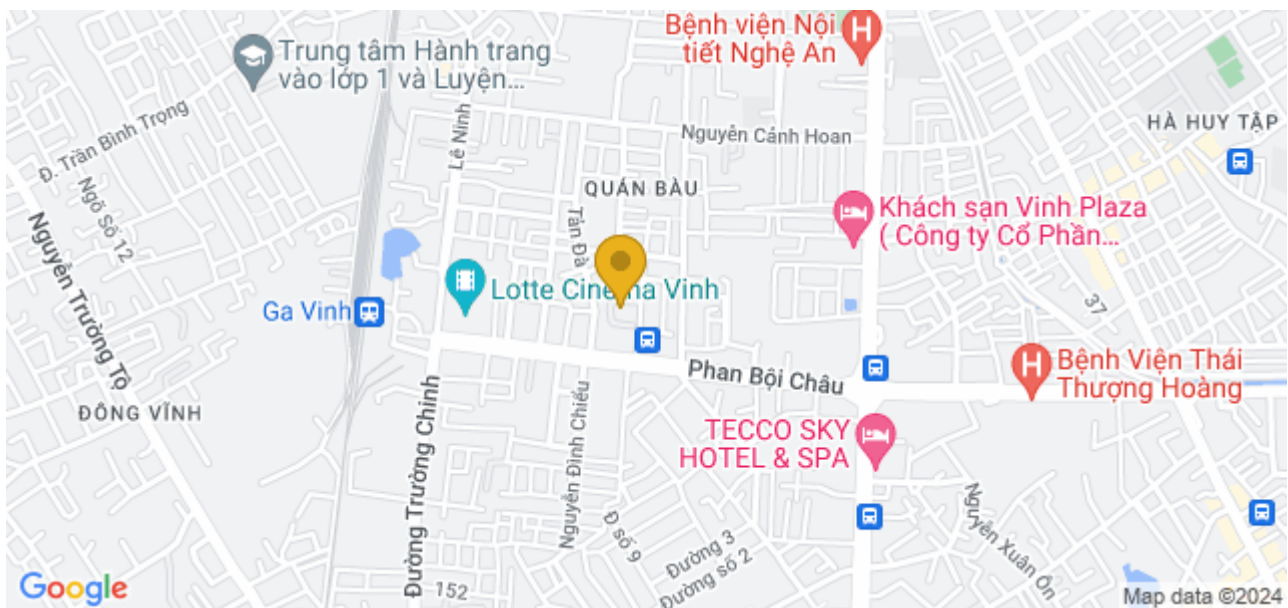 Bệnh viện Nội
tiết Nghệ An
Trung tâm Hành trang
vào lớp 1 và Luyện...
Đ. Trần Bình Trọng
Lê Ninh
Nguyễn Cảnh Hoan
HÀ HUY TẬP
QUÁN BÀU
Ngõ Số 12
Tản Đà
Khách sạn Vinh Plaza
( Công ty Cổ Phần...
Nguyễn Trường Tộ
Lotte Cinema Vinh
Ga Vinh
37
Phan Bội Châu
Bệnh Viện Thái
Thượng Hoàng
ĐÔNG VĨNH
Đường Trường Chinh
Nguyễn Đình Chiểu
TECCO SKY
HOTEL & SPA
Đ số 9
Đường 3
Đường số 2
Nguyễn Xuân Ôn
152
Google
Map data ©2024